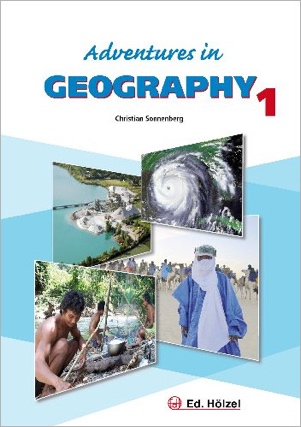 Adventures in
GEOGRAPHY 1
Christian Sonnenberg
Ed. Hölzel